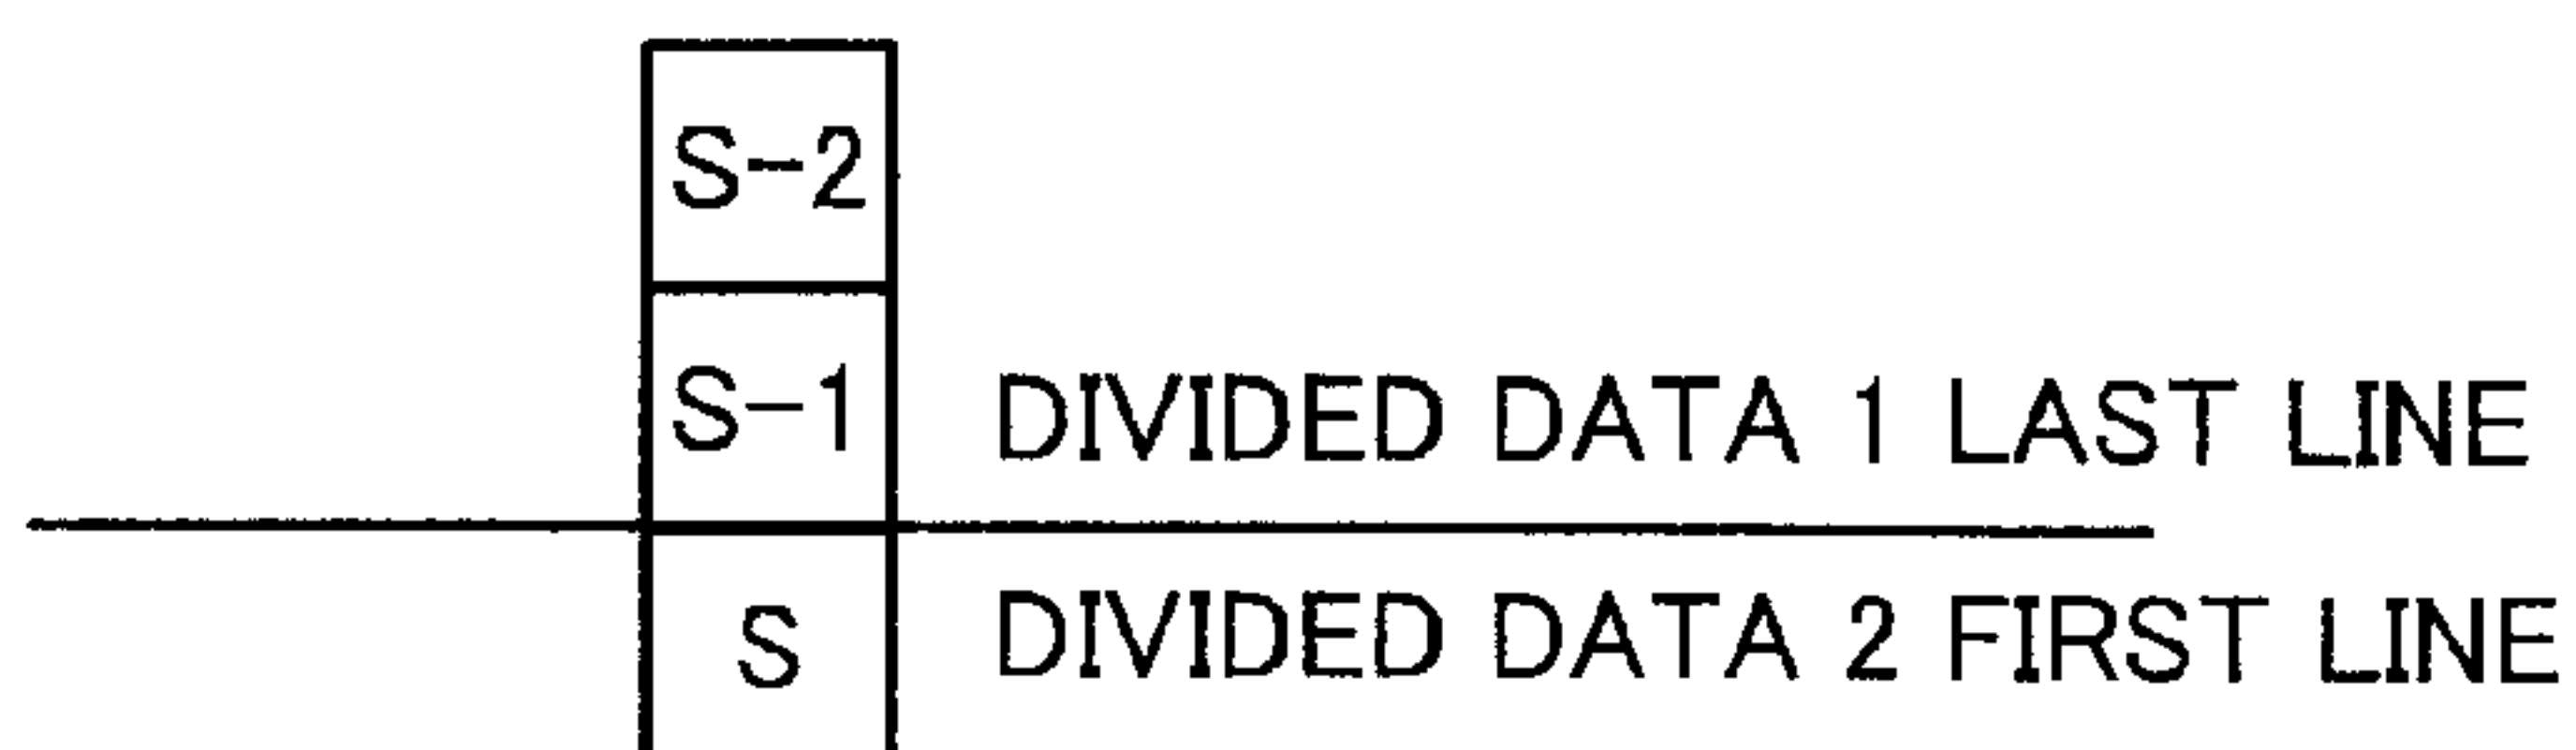 S-2
S-1 DIVIDED DATA 1 LAST LINE
S DIVIDED DATA 2 FIRST LINE